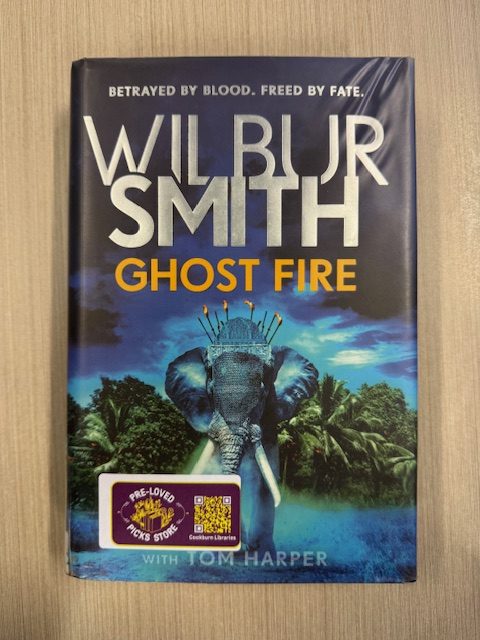 BETRAYED BY BLOOD. FREED BY FATE.
WILBUR
SMITH
GHOST FIRE
PRE-LOVED
PICKS STORE
Cockburn Libraries
WITH TOM HARPER